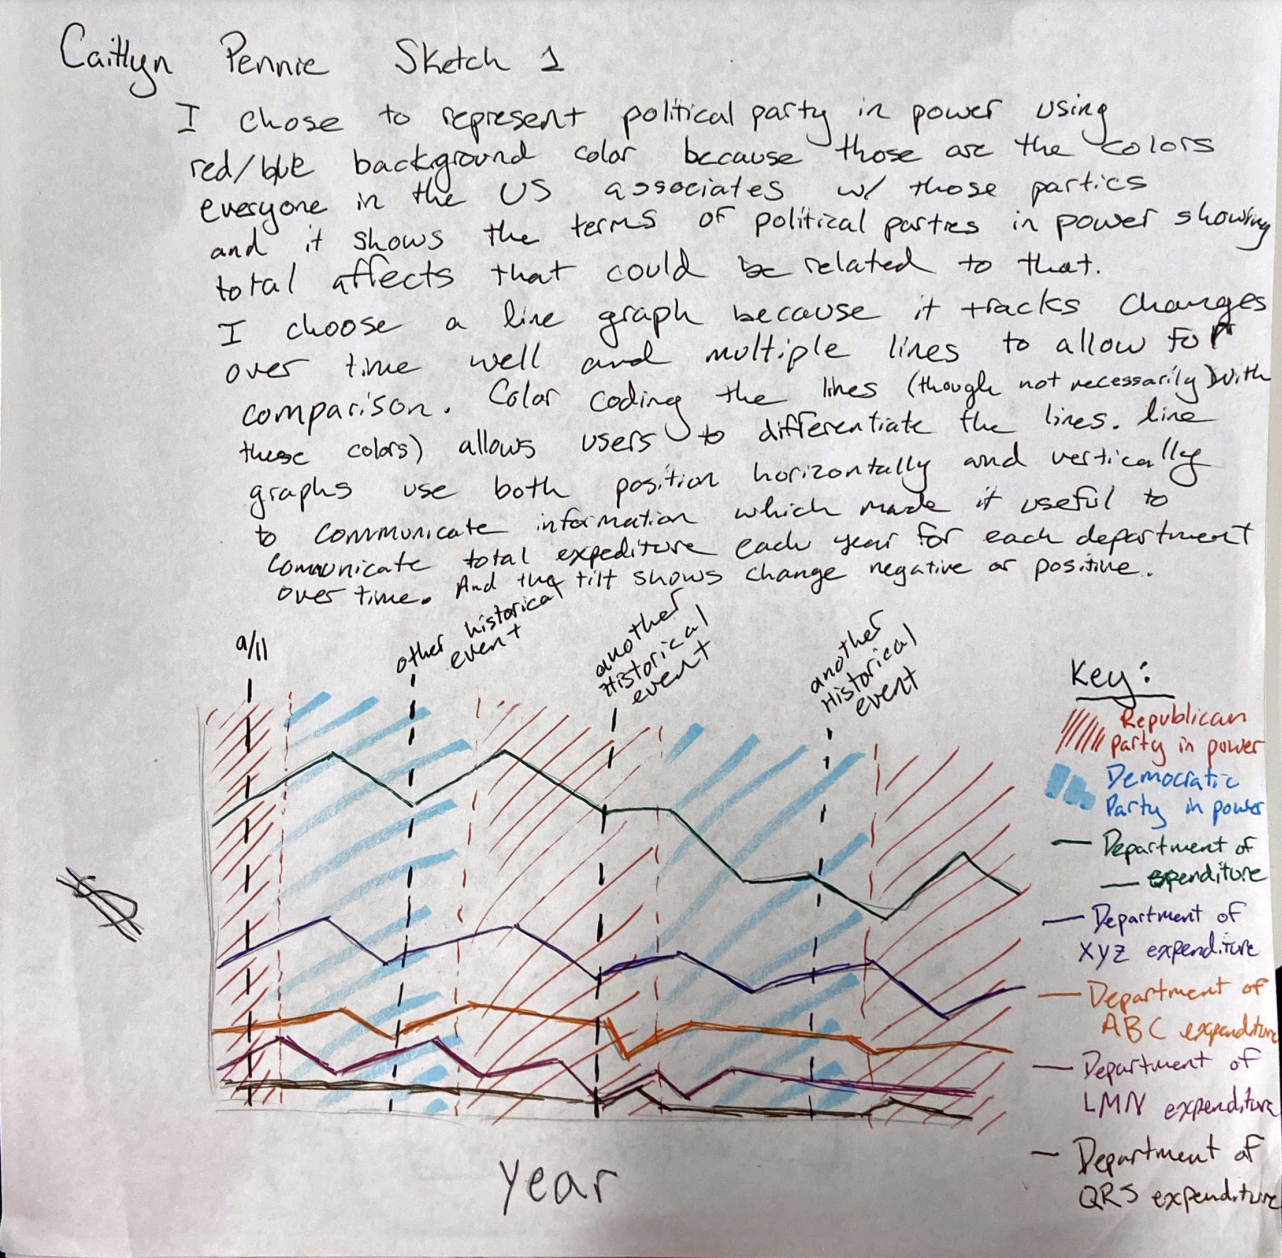 Caitlyn Pennie Sketch 1
I chose to represent political party in power using
red/blue background color because those are the colors
everyone in the US associates w/ those parties
and it shows the terms of political parties in power showing
total affects that could be related to that.
I choose a line graph because it tracks changes
over time well and multiple lines to allow for
comparison. Color coding the lines (though not necessarily with
these colors) allows users to differentiate the lines. line
graphs use both position horizontally and vertically
to communicate information which made it useful to
communicate total expediture each year for each department
over time. And the tilt shows change negative or positive.
9/11
other historical
event
another
Historical
event
another
Historical
event
Key:
Republican
party in power
Democratic
Party in power
Department of
— expenditure
Department of
XYZ expenditure
Department of
ABC expenditure
Department of
LMN expenditure
Department of
QRS expenditure
$
year